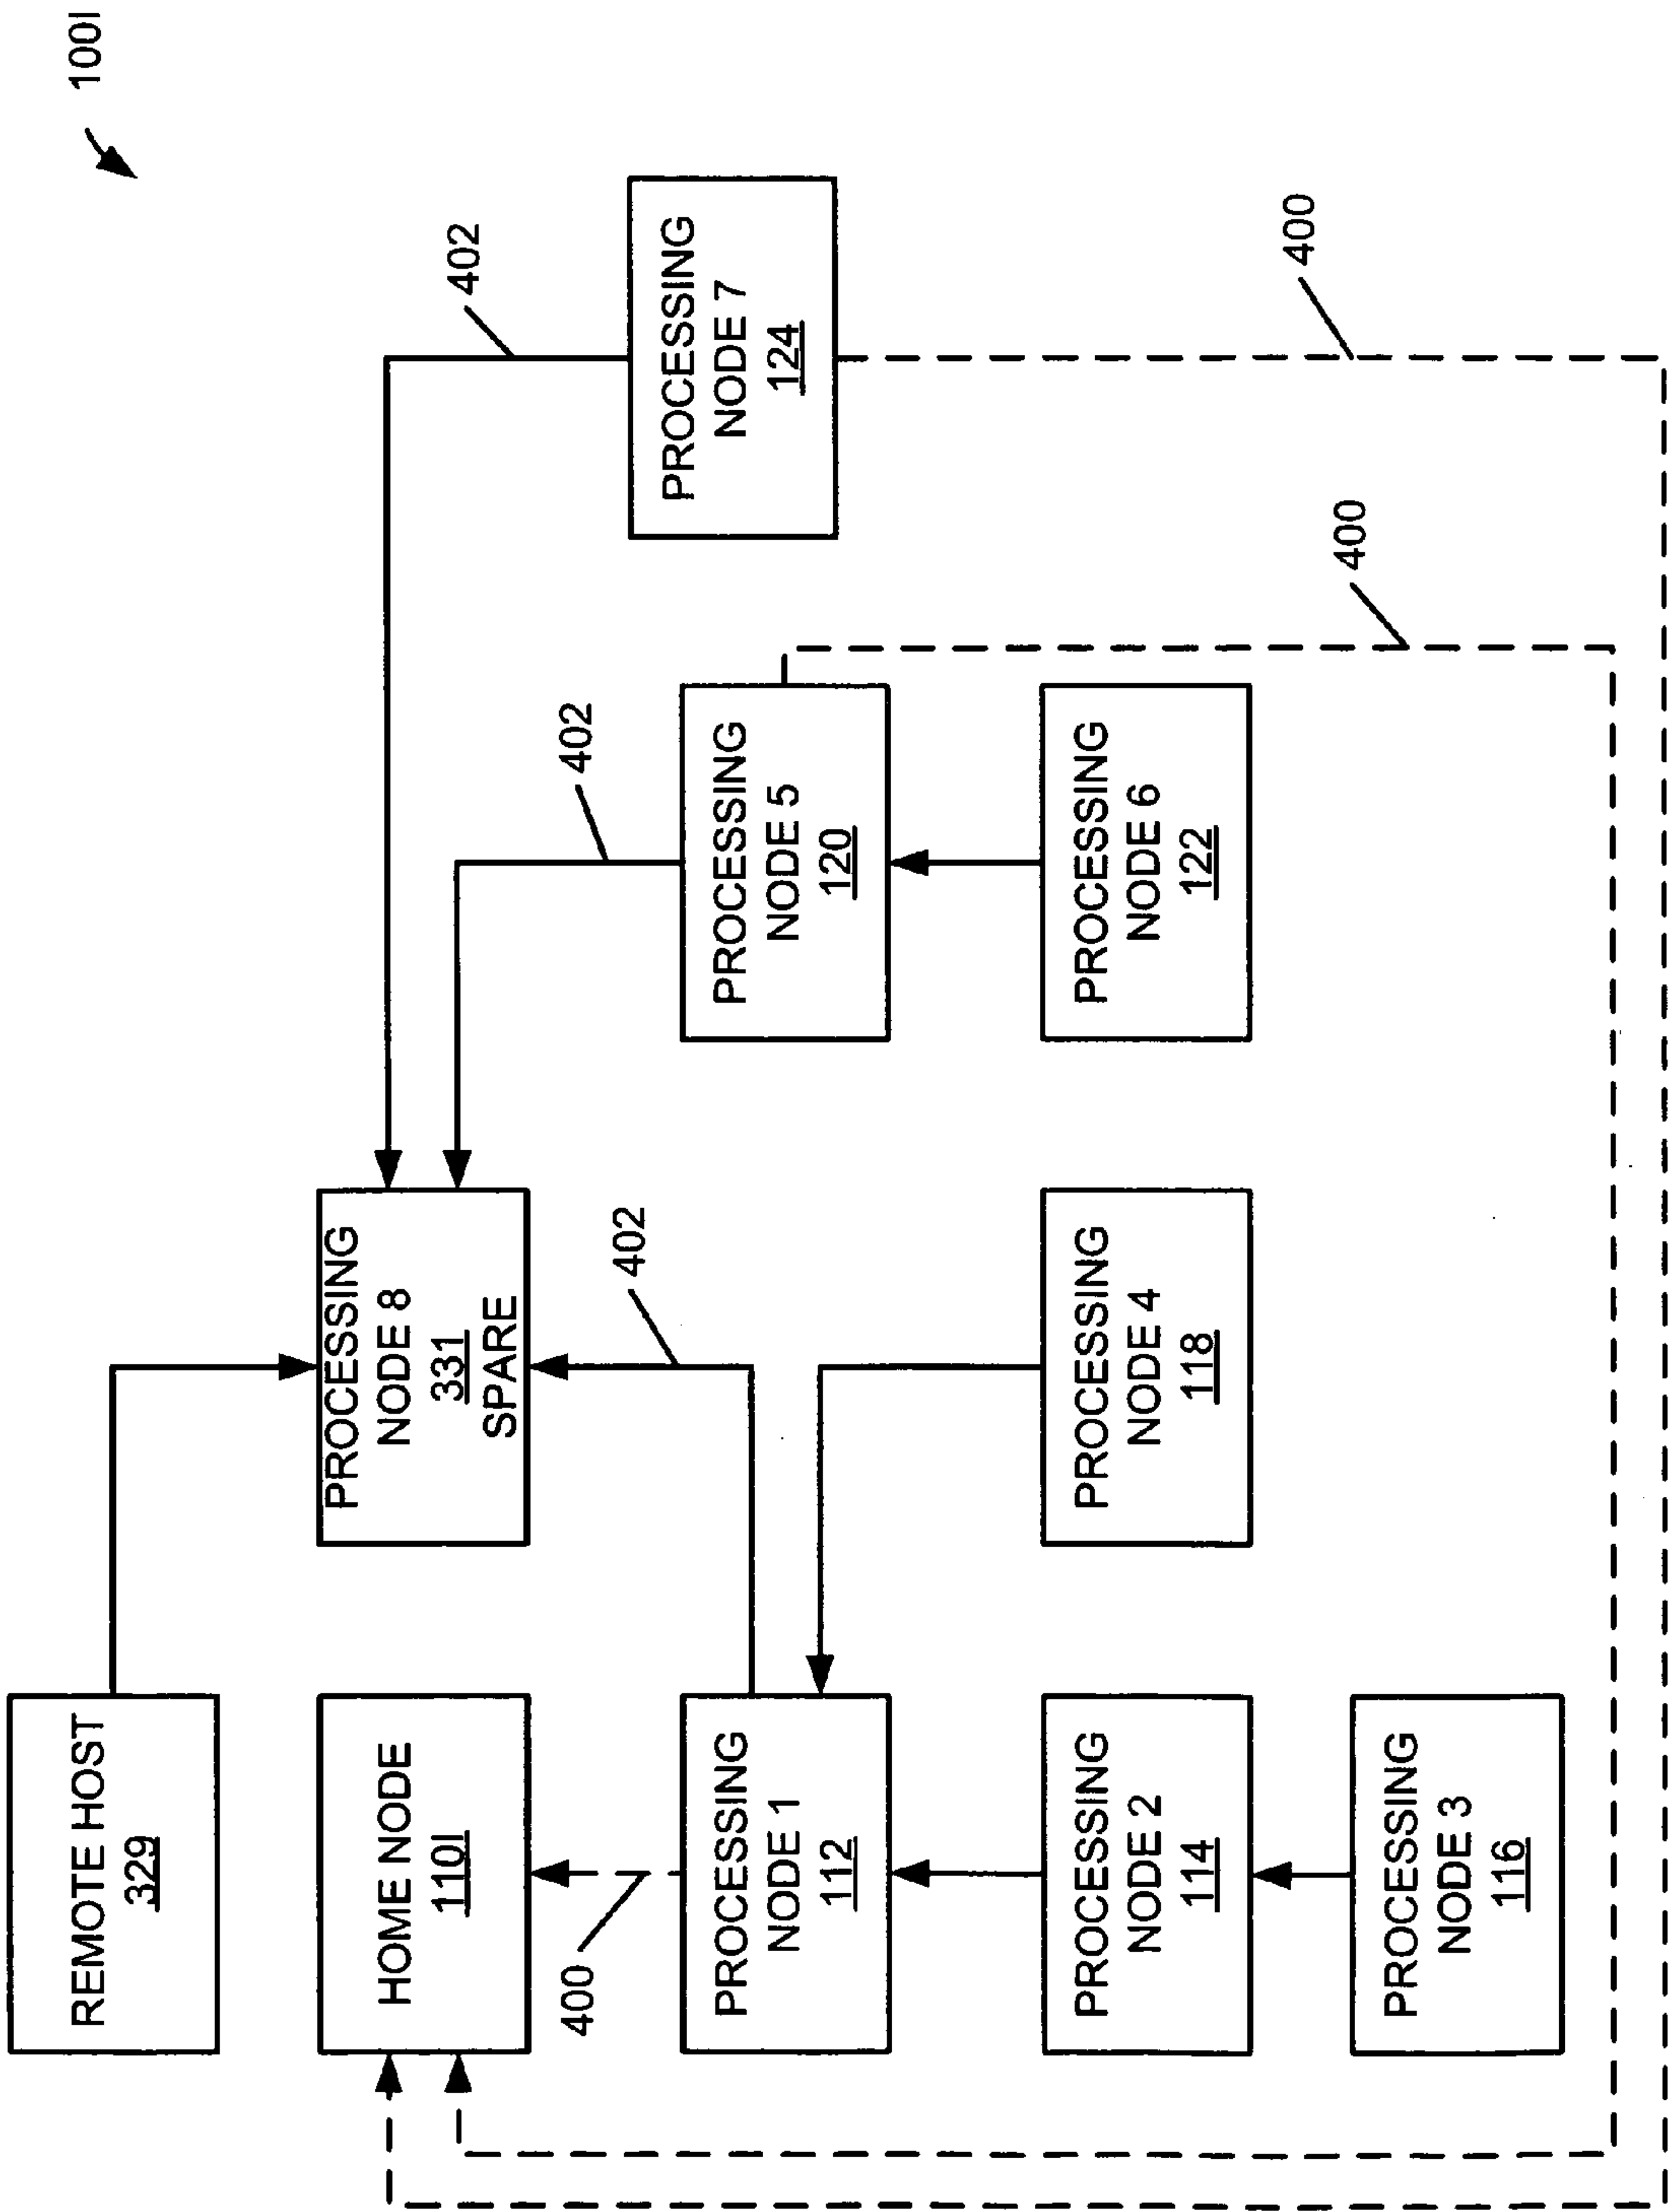 100I
REMOTE HOST
329
HOME NODE
110I
PROCESSING
NODE 8
331
SPARE
402
402
402
400
PROCESSING
NODE 1
112
PROCESSING
NODE 5
120
PROCESSING
NODE 7
124
PROCESSING
NODE 2
114
PROCESSING
NODE 4
118
PROCESSING
NODE 6
122
400
400
PROCESSING
NODE 3
116